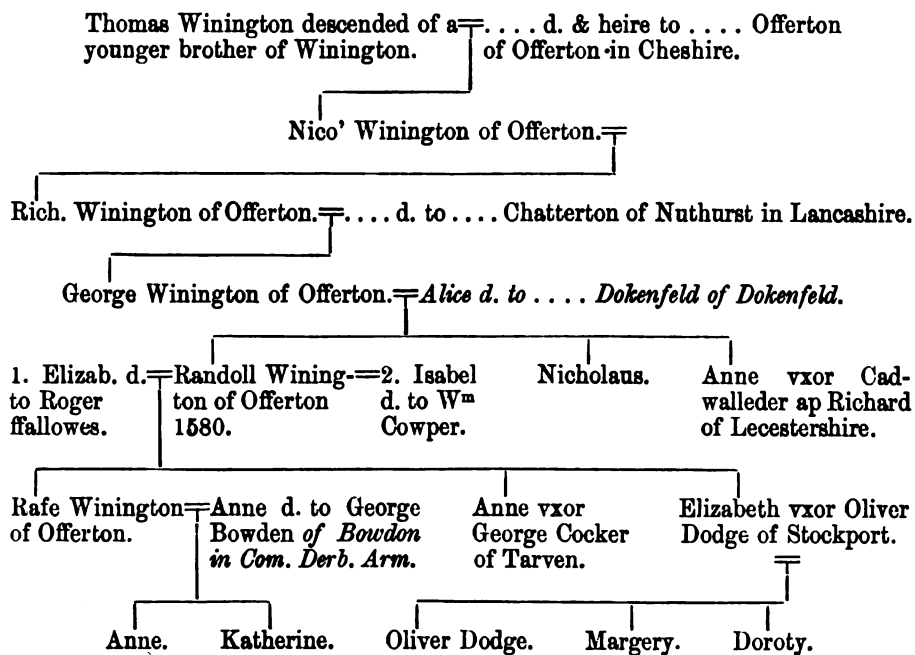 Thomas Winington descended of a=.... d. & heire to .... Offerton
younger brother of Winington. of Offerton in Cheshire.
Nico' Winington of Offerton.=
Rich. Winington of Offerton.=.... d. to .... Chatterton of Nuthurst in Lancashire.
George Winington of Offerton.=Alice d. to .... Dokenfeld of Dokenfeld.
1. Elizab. d.=Randoll Wining-=2. Isabel Nicholaus. Anne vxor Cad-
to Roger ton of Offerton d. to Wᵐ walleder ap Richard
ffallowes. 1580. Cowper. of Lecestershire.
Rafe Winington=Anne d. to George Anne vxor Elizabeth vxor Oliver
of Offerton. Bowden of Bowdon George Cocker Dodge of Stockport.
in Com. Derb. Arm. of Tarven. =
Anne. Katherine. Oliver Dodge. Margery. Doroty.